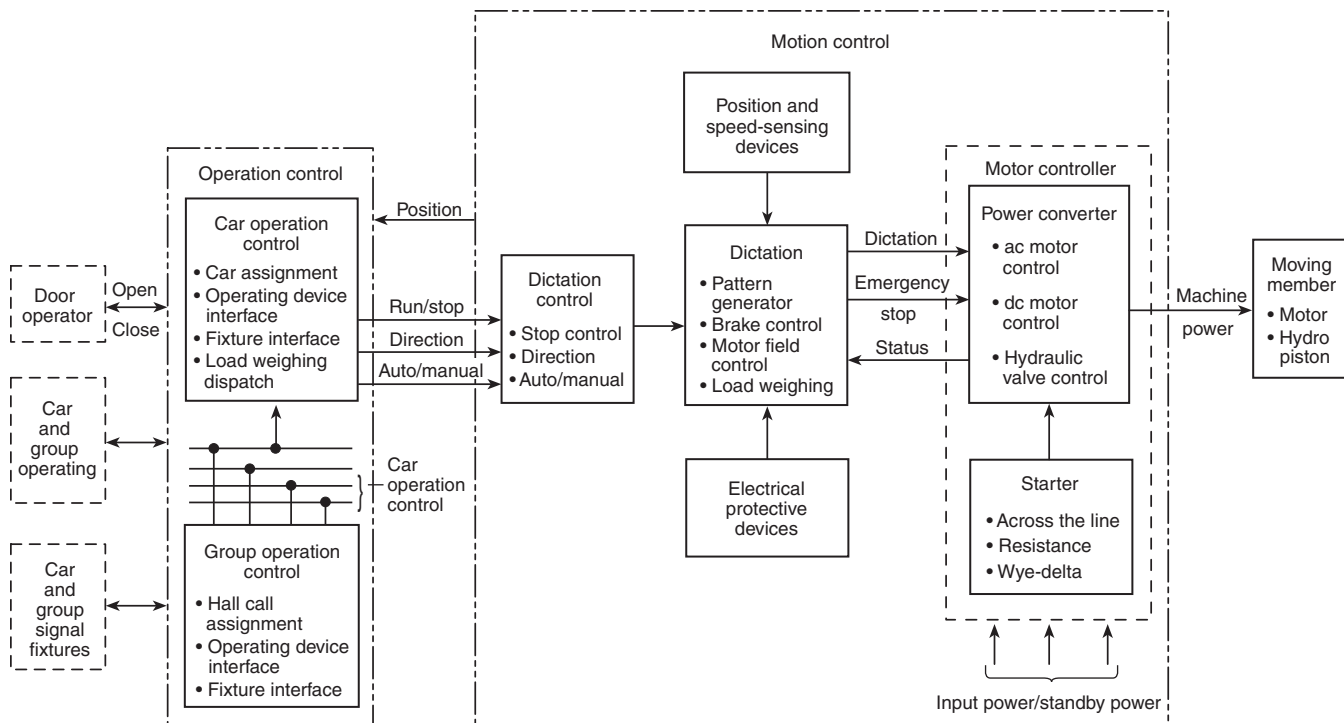 Motion control
Position and
speed-sensing
devices
Operation control
Car operation
control
• Car assignment
• Operating device
interface
• Fixture interface
• Load weighing
dispatch
Door
operator
Open
Close
Car
and
group
operating
Car
and
group
signal
fixtures
Car
operation
control
Group operation
control
• Hall call
assignment
• Operating device
interface
• Fixture interface
Position
Run/stop
Direction
Auto/manual
Dictation
control
• Stop control
• Direction
• Auto/manual
Dictation
• Pattern
generator
• Brake control
• Motor field
control
• Load weighing
Electrical
protective
devices
Dictation
Emergency
stop
Status
Motor controller
Power converter
• ac motor
control
• dc motor
control
• Hydraulic
valve control
Starter
• Across the line
• Resistance
• Wye-delta
Input power/standby power
Machine
power
Moving
member
• Motor
• Hydro
piston